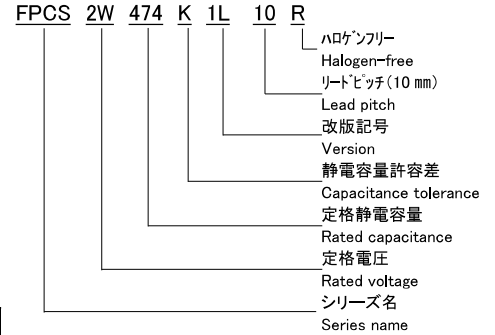 FPCS 2W 474 K 1L 10 R
ﾊﾛｹﾞﾝﾌﾘｰ
Halogen-free
ﾘｰﾄﾞﾋﾟｯﾁ(10 mm)
Lead pitch
改版記号
Version
静電容量許容差
Capacitance tolerance
定格静電容量
Rated capacitance
定格電圧
Rated voltage
シリーズ名
Series name